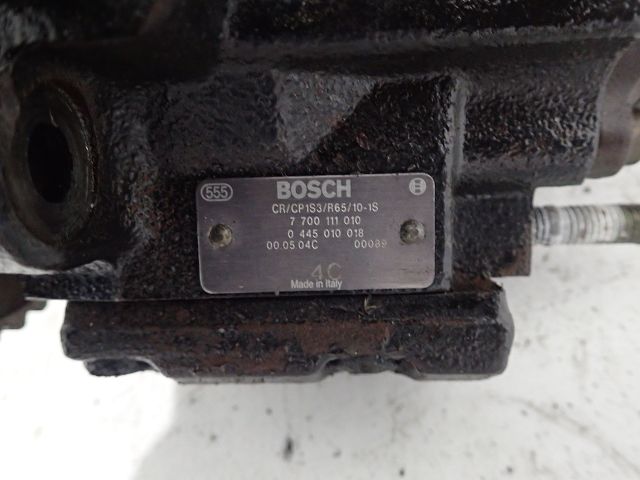 555 BOSCH
CR/CP1S3/R65/10-1S
7 700 111 010
0 445 010 018
00.05.04C 00089
4C
Made in Italy